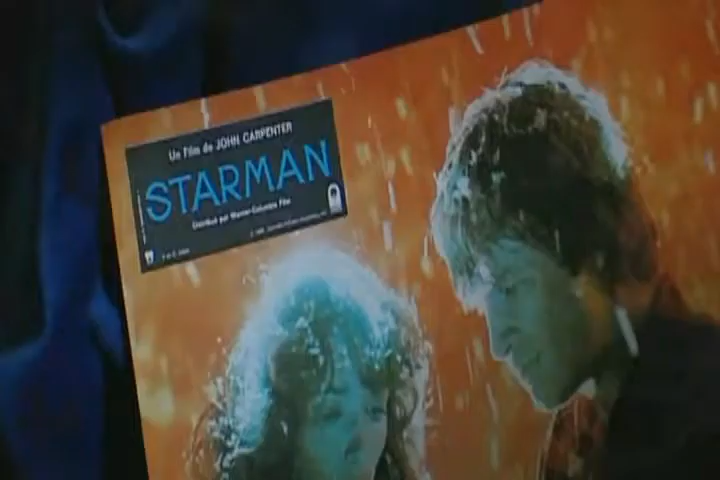 Un Film de JOHN CARPENTER
STARMAN
Distribué par Warner-Columbia Film